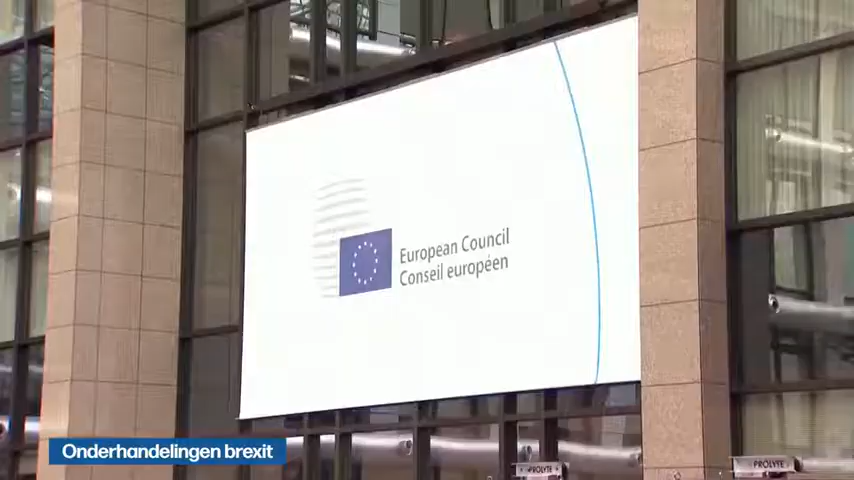 European Council
Conseil européen
Onderhandelingen brexit
PROLYTE
PROLYTE